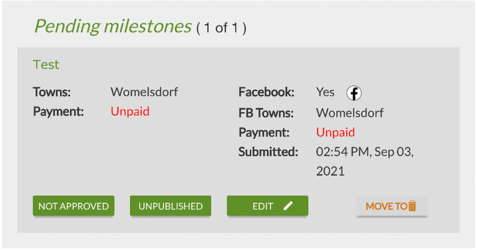 Pending milestones ( 1 of 1 )
Test
Towns: Womelsdorf
Payment: Unpaid
Facebook: Yes
FB Towns: Womelsdorf
Payment: Unpaid
Submitted: 02:54 PM, Sep 03,
2021
NOT APPROVED UNPUBLISHED EDIT MOVE TO